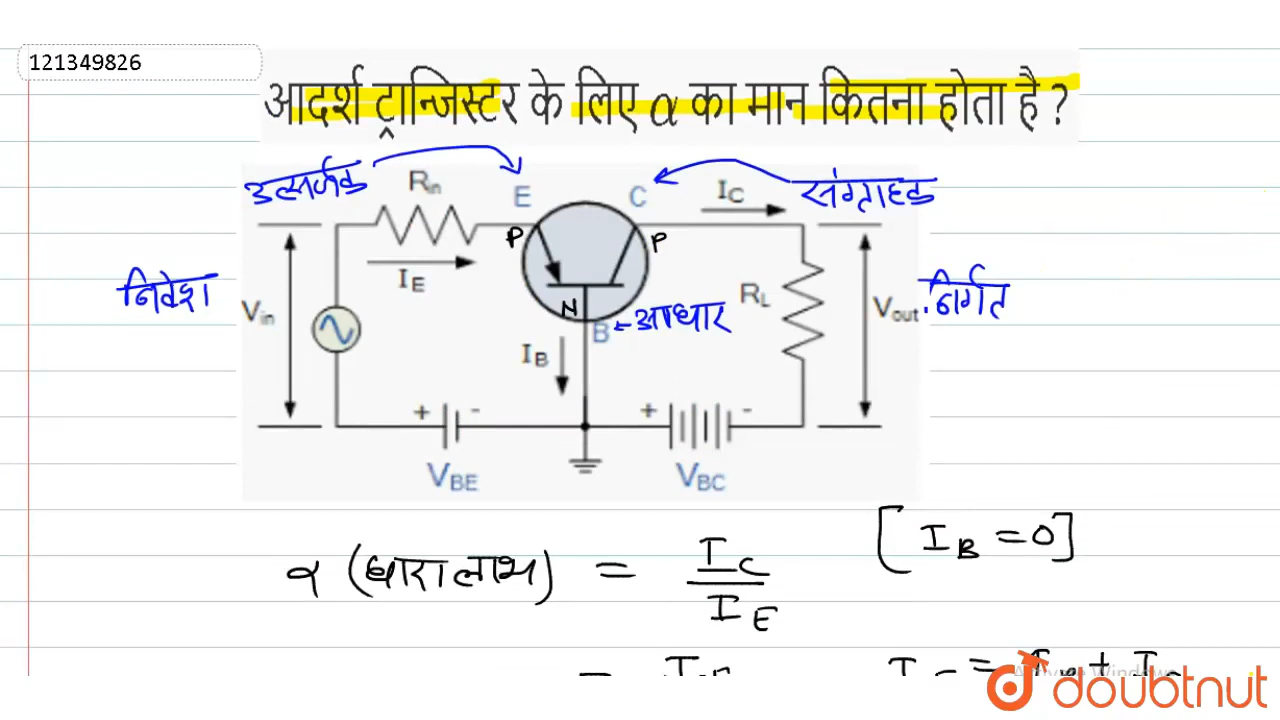 121349826
आदर्श ट्रान्जिस्टर के लिए a का मान कितना होता है ?
उत्सर्जक Rin E C IC संग्राहक
P P
निवेश Vin IE RL Vout निर्गत
N B आधार
IB
+ - + -
VBE VBC
[IB = 0]
α (धारा लाभ) = IC / IE
doubtnut